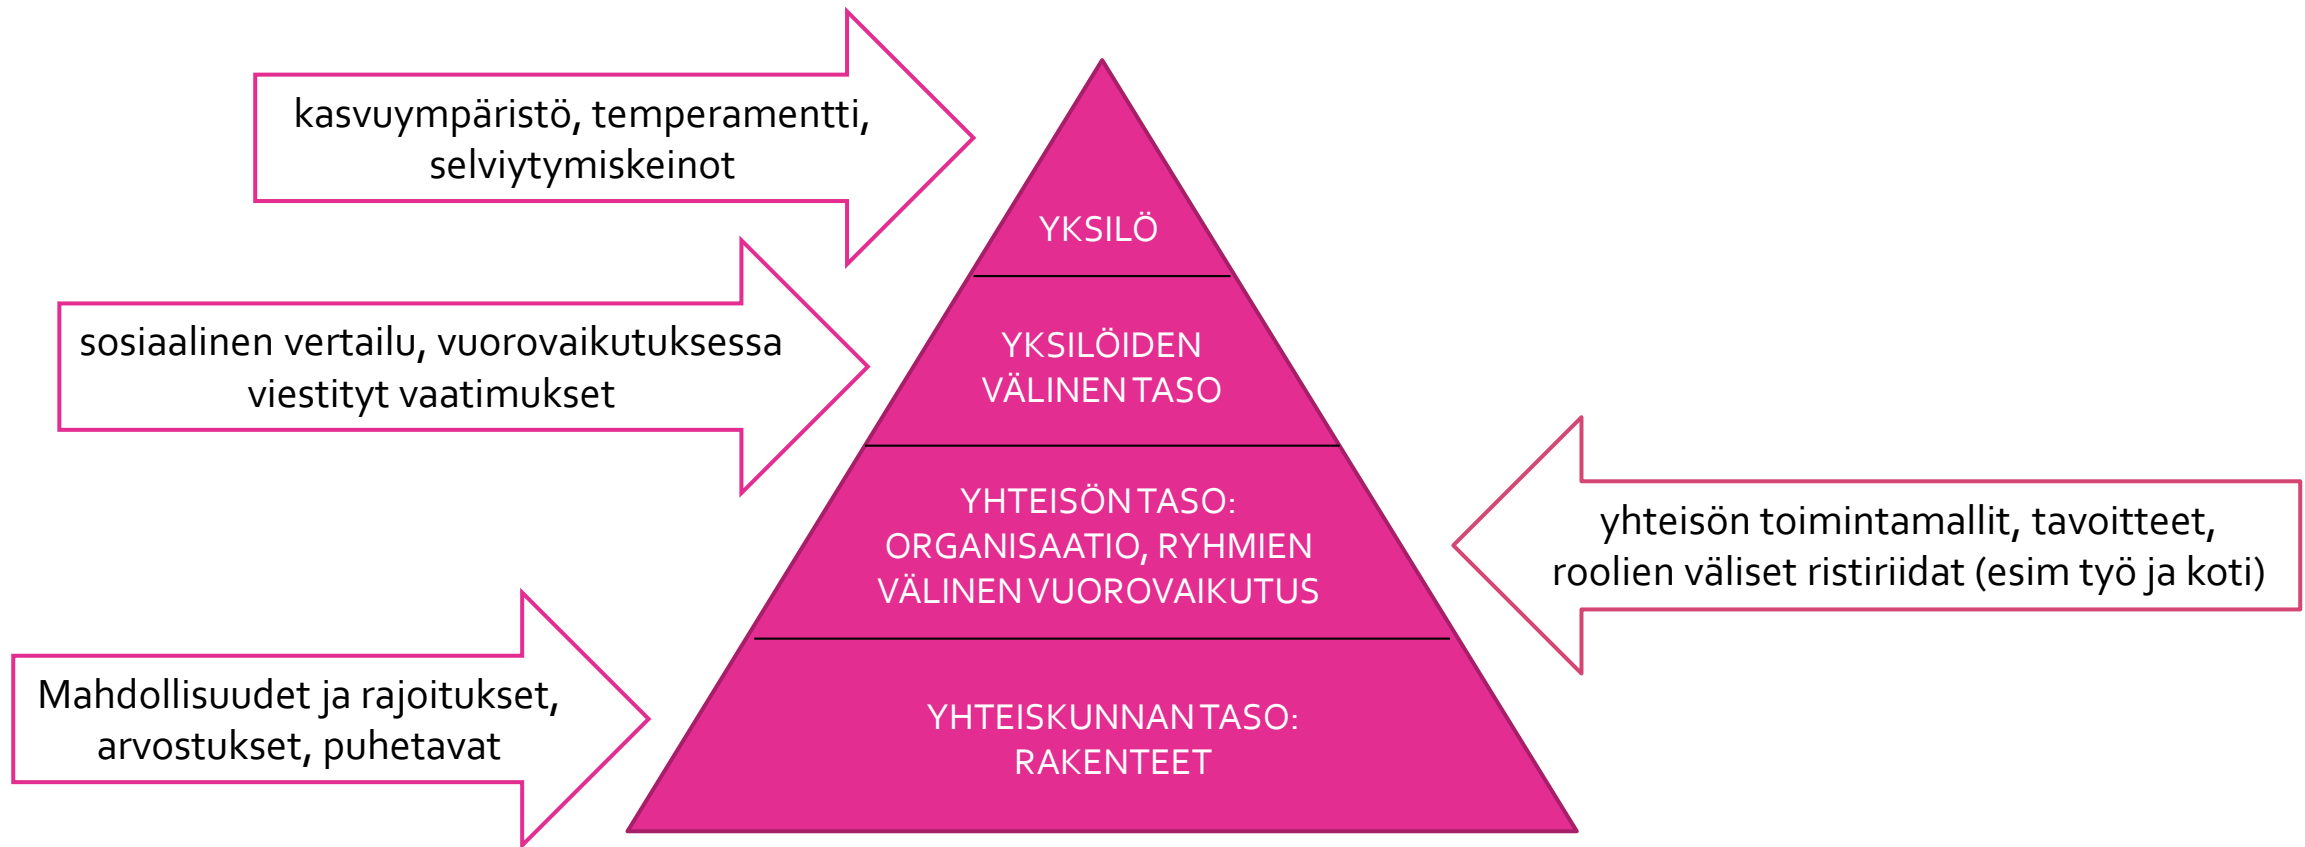 kasvuympäristö, temperamentti,
selviytymiskeinot
YKSILÖ
sosiaalinen vertailu, vuorovaikutuksessa
viestityt vaatimukset
YKSILÖIDEN
VÄLINEN TASO
YHTEISÖN TASO:
ORGANISAATIO, RYHMIEN
VÄLINEN VUOROVAIKUTUS
yhteisön toimintamallit, tavoitteet,
roolien väliset ristiriidat (esim työ ja koti)
Mahdollisuudet ja rajoitukset,
arvostukset, puhetavat
YHTEISKUNNAN TASO:
RAKENTEET